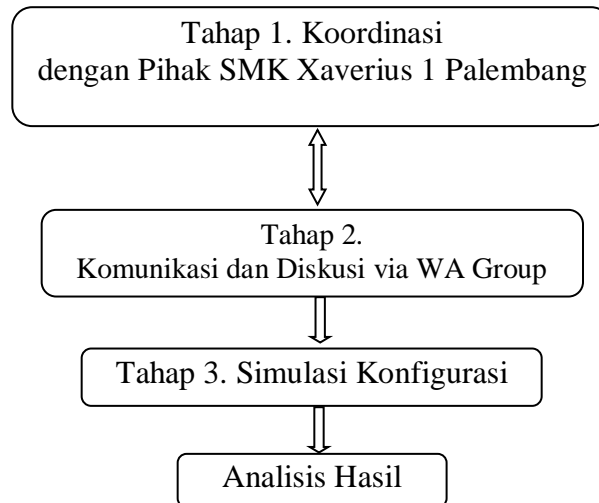 Tahap 1. Koordinasi
dengan Pihak SMK Xaverius 1 Palembang
Tahap 2.
Komunikasi dan Diskusi via WA Group
Tahap 3. Simulasi Konfigurasi
Analisis Hasil